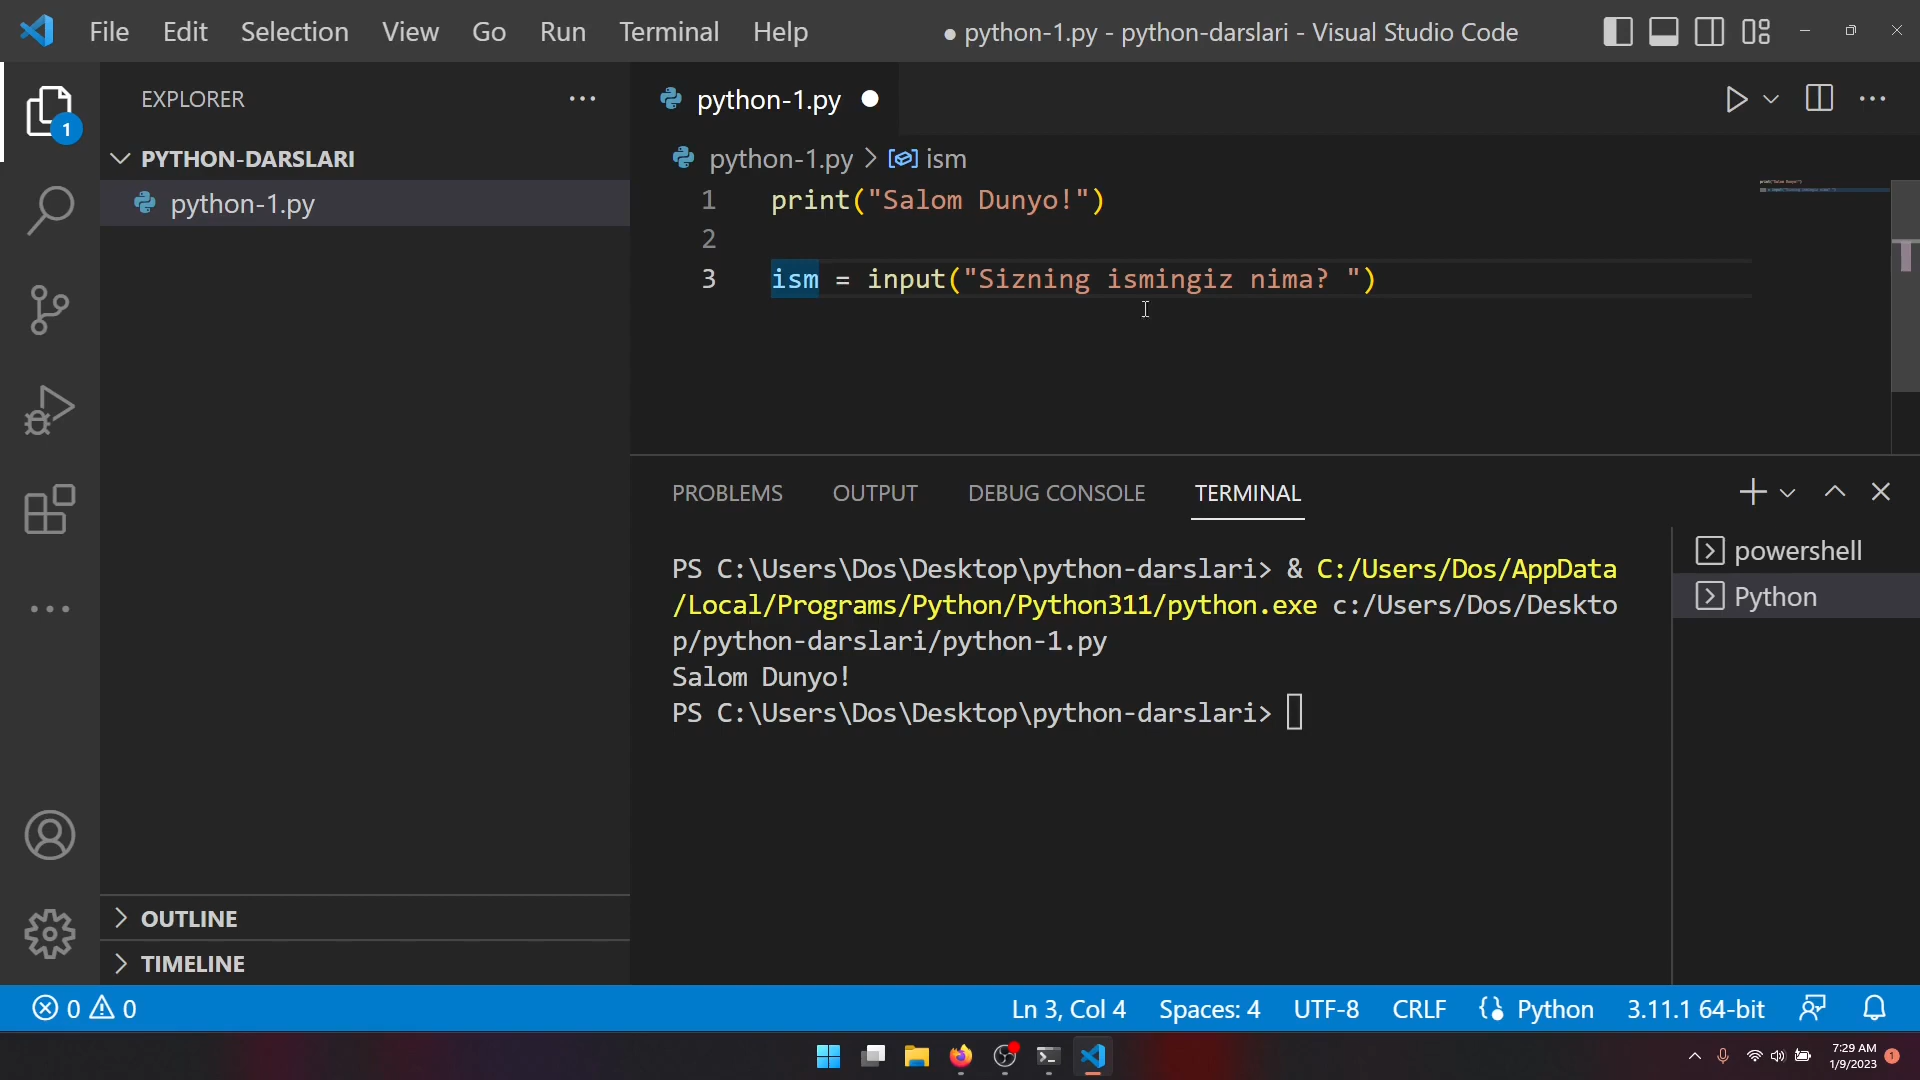 File Edit Selection View Go Run Terminal Help
● python-1.py - python-darslari - Visual Studio Code
EXPLORER
1
PYTHON-DARSLARI
python-1.py
OUTLINE
TIMELINE
python-1.py
python-1.py > ism
1 print("Salom Dunyo!")
2
3 ism = input("Sizning ismingiz nima? ")
PROBLEMS OUTPUT DEBUG CONSOLE TERMINAL
PS C:\Users\Dos\Desktop\python-darslari> & C:/Users/Dos/AppData
/Local/Programs/Python/Python311/python.exe c:/Users/Dos/Deskto
p/python-darslari/python-1.py
Salom Dunyo!
PS C:\Users\Dos\Desktop\python-darslari>
powershell
Python
0 0
Ln 3, Col 4 Spaces: 4 UTF-8 CRLF Python 3.11.1 64-bit
7:29 AM
1/9/2023
1